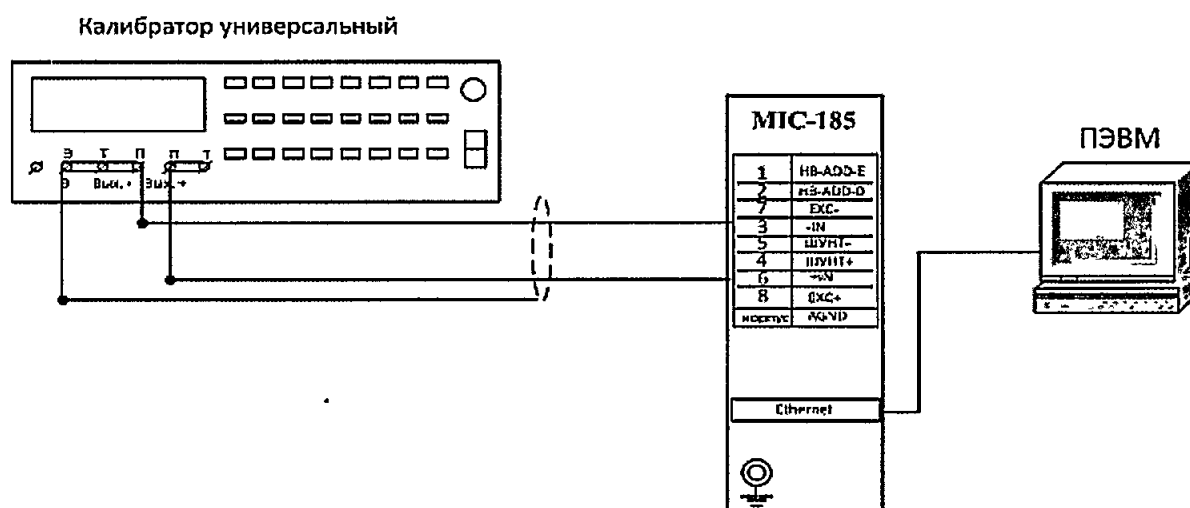 Калибратор универсальный
Э Т П П Т
Э Вых. - Вых. +
MIC-185
1 HB-ADD-E
2 HB-ADD-D
7 EXC-
3 -IN
5 ШУНТ-
4 ШУНТ+
6 +IN
8 EXC+
корпус AGND
Ethernet
ПЭВМ